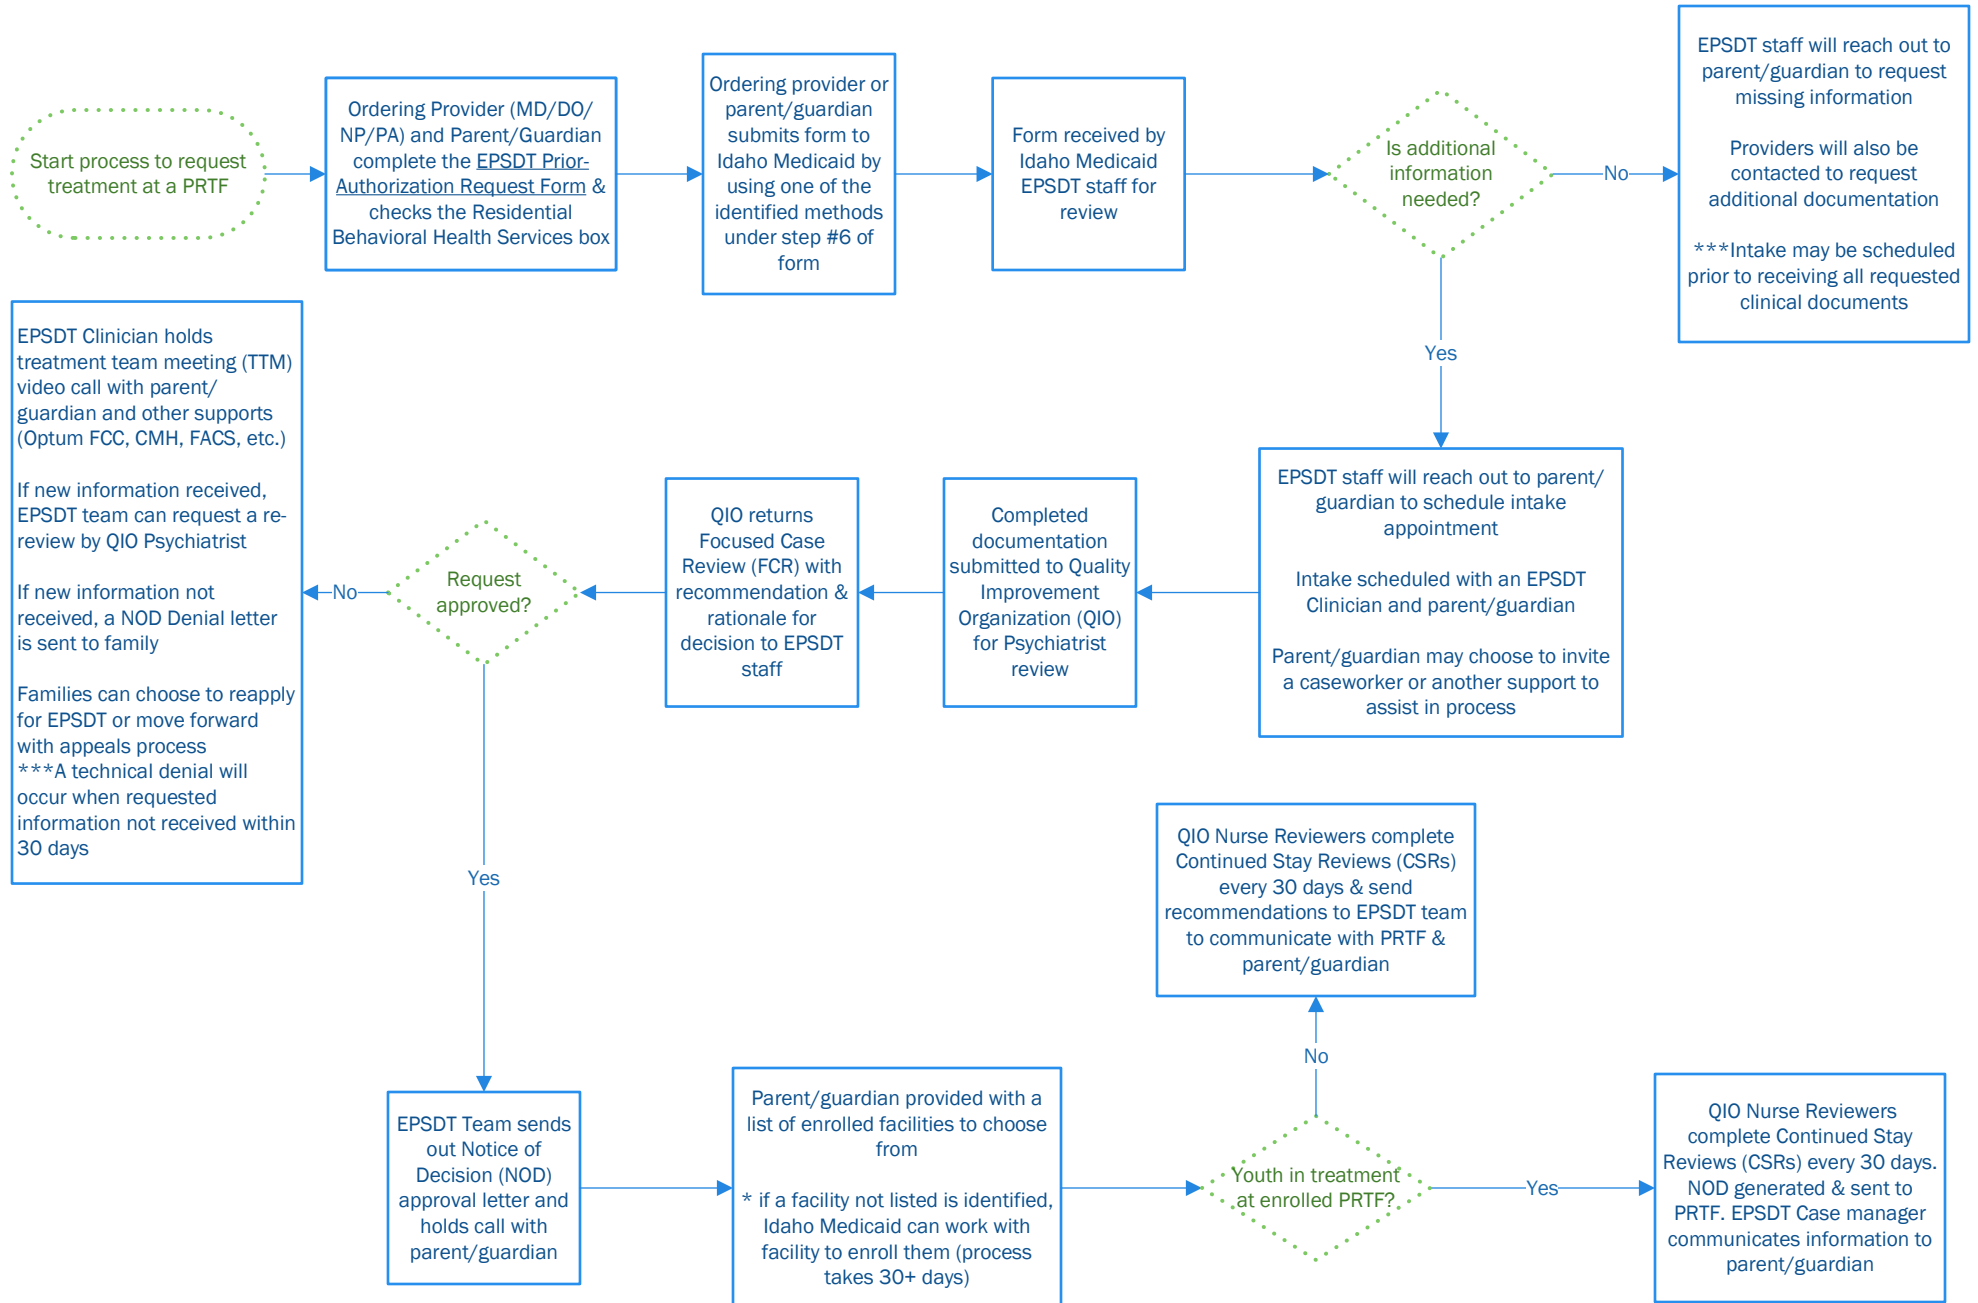 Start process to request
treatment at a PRTF
Ordering Provider (MD/DO/
NP/PA) and Parent/Guardian
complete the EPSDT Prior-
Authorization Request Form &
checks the Residential
Behavioral Health Services box
Ordering provider or
parent/guardian
submits form to
Idaho Medicaid by
using one of the
identified methods
under step #6 of
form
Form received by
Idaho Medicaid
EPSDT staff for
review
Is additional
information
needed?
No
EPSDT staff will reach out to
parent/guardian to request
missing information
Providers will also be
contacted to request
additional documentation
***Intake may be scheduled
prior to receiving all requested
clinical documents
Yes
EPSDT staff will reach out to parent/
guardian to schedule intake
appointment
Intake scheduled with an EPSDT
Clinician and parent/guardian
Parent/guardian may choose to invite
a caseworker or another support to
assist in process
Completed
documentation
submitted to Quality
Improvement
Organization (QIO)
for Psychiatrist
review
QIO returns
Focused Case
Review (FCR) with
recommendation &
rationale for
decision to EPSDT
staff
Request
approved?
No
EPSDT Clinician holds
treatment team meeting (TTM)
video call with parent/
guardian and other supports
(Optum FCC, CMH, FACS, etc.)
If new information received,
EPSDT team can request a re-
review by QIO Psychiatrist
If new information not
received, a NOD Denial letter
is sent to family
Families can choose to reapply
for EPSDT or move forward
with appeals process
***A technical denial will
occur when requested
information not received within
30 days
Yes
EPSDT Team sends
out Notice of
Decision (NOD)
approval letter and
holds call with
parent/guardian
Parent/guardian provided with a
list of enrolled facilities to choose
from
* if a facility not listed is identified,
Idaho Medicaid can work with
facility to enroll them (process
takes 30+ days)
Youth in treatment
at enrolled PRTF?
No
QIO Nurse Reviewers complete
Continued Stay Reviews (CSRs)
every 30 days & send
recommendations to EPSDT team
to communicate with PRTF &
parent/guardian
Yes
QIO Nurse Reviewers
complete Continued Stay
Reviews (CSRs) every 30 days.
NOD generated & sent to
PRTF. EPSDT Case manager
communicates information to
parent/guardian